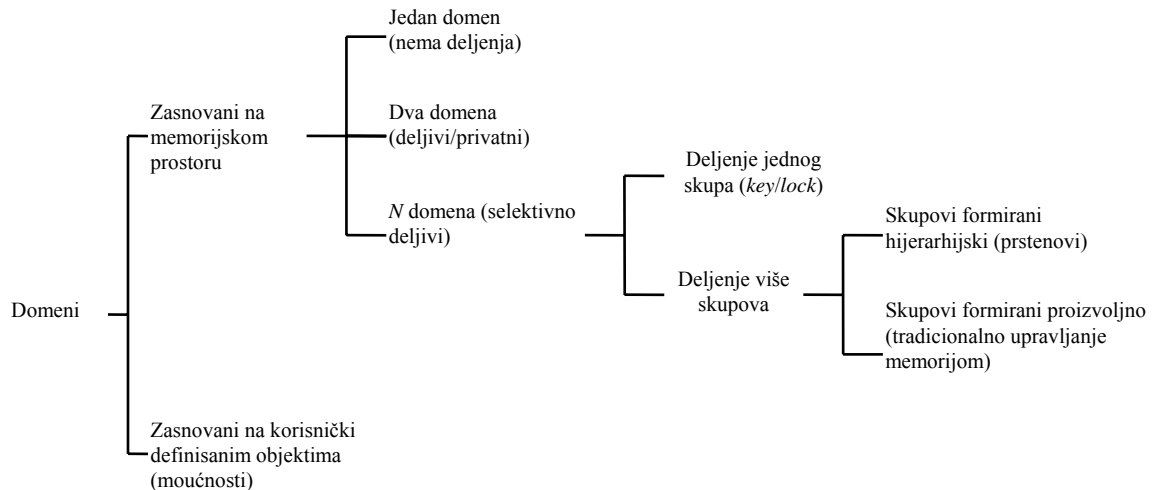 Jedan domen
(nema deljenja)
Zasnovani na
memorijskom
prostoru
Dva domena
(deljivi/privatni)
Deljenje jednog
skupa (key/lock)
N domena (selektivno
deljivi)
Skupovi formirani
hijerarhijski (prstenovi)
Deljenje više
skupova
Domeni
Skupovi formirani proizvoljno
(tradicionalno upravljanje
memorijom)
Zasnovani na korisnički
definisanim objektima
(moućnosti)